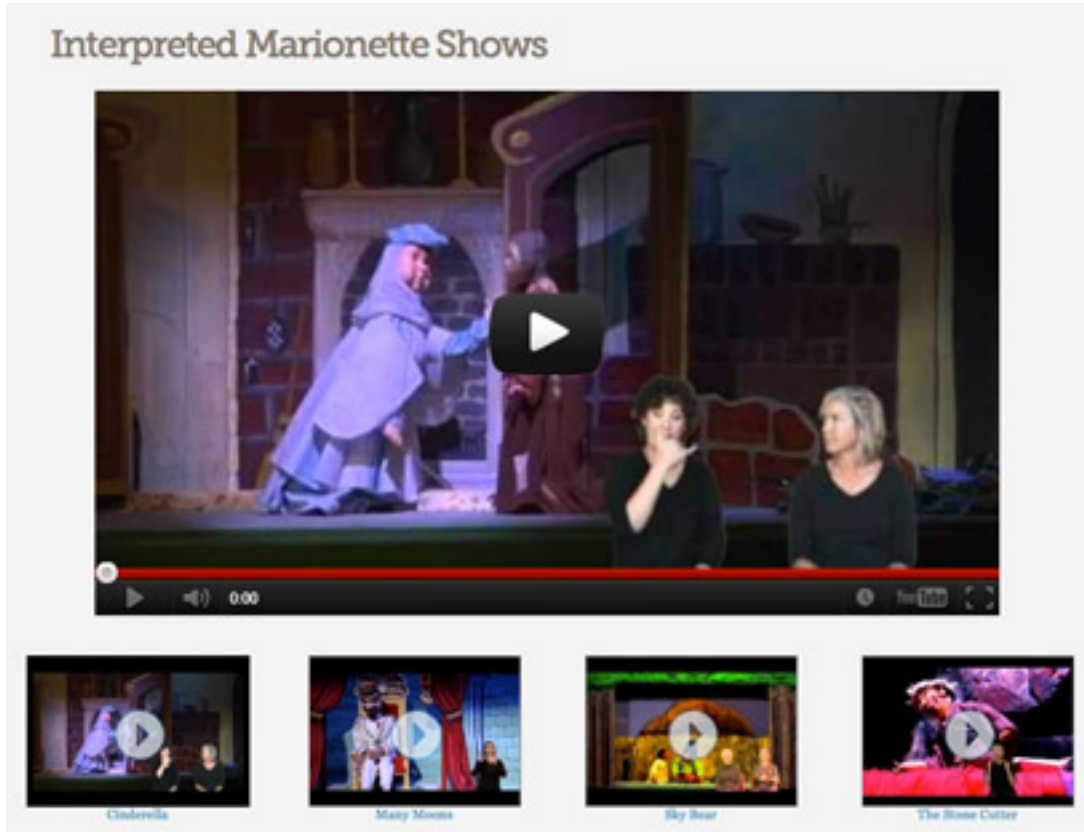 Interpreted Marionette Shows
0:00
YouTube
Cinderella
Many Moons
Sky Bear
The Stone Cutter